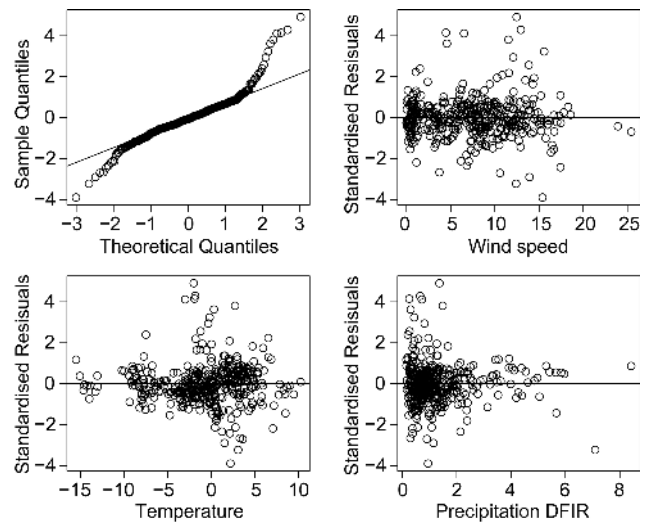 Sample Quantiles
4
2
0
−2
−4
−3 −2 −1 0 1 2 3
Theoretical Quantiles
Standardised Resisuals
4
2
0
−2
−4
0 5 10 15 20 25
Wind speed
Standardised Resisuals
4
2
0
−2
−4
−15 −10 −5 0 5 10
Temperature
Standardised Resisuals
4
2
0
−2
−4
0 2 4 6 8
Precipitation DFIR